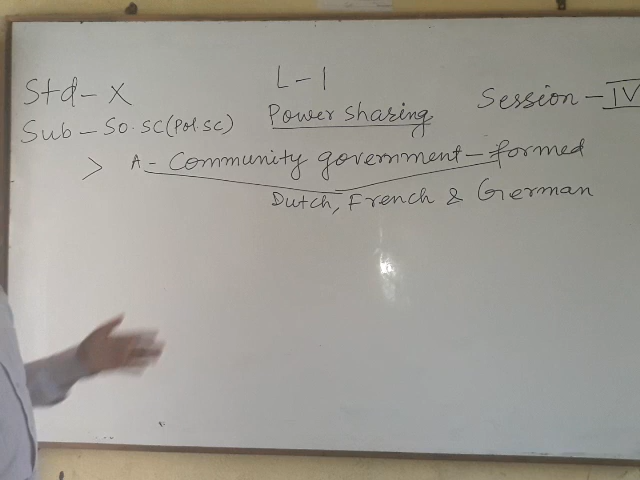 Std - X
L - 1
Session - IV
Sub - So. SC (Pol. SC)
Power sharing
> A - Community government - formed
Dutch, French & German